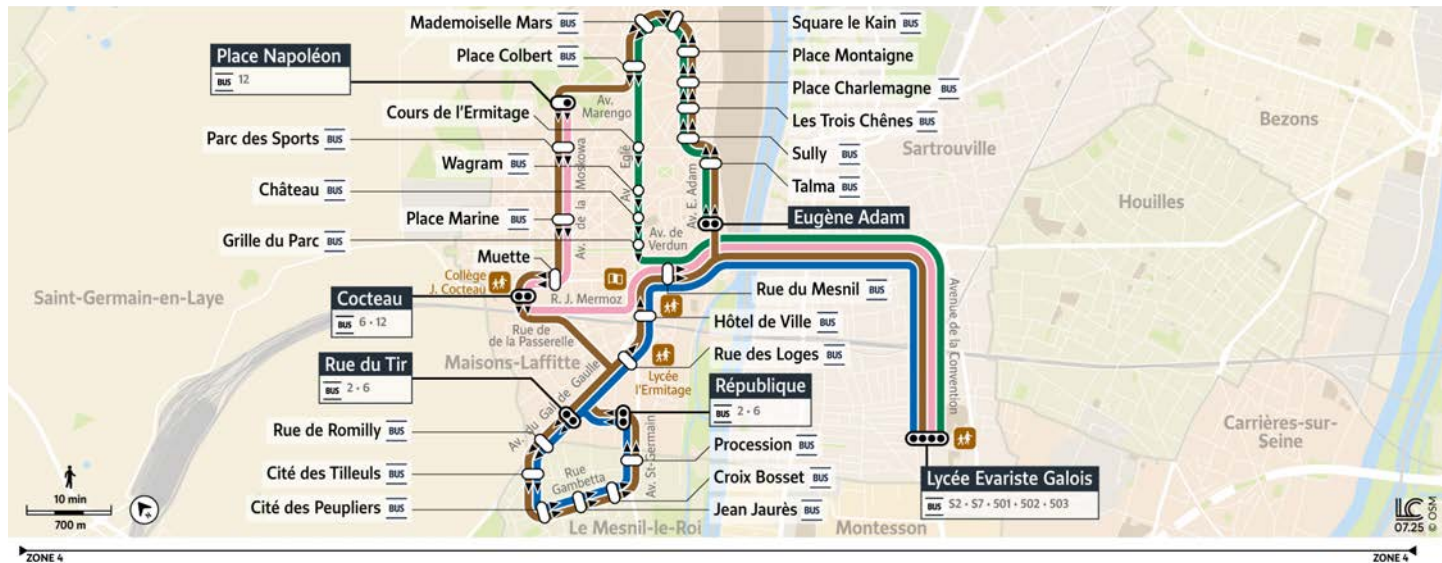 Mademoiselle Mars BUS
Square le Kain BUS
Place Napoléon
BUS 12
Place Colbert BUS
Place Montaigne
Av.
Marengo
Place Charlemagne BUS
Cours de l'Ermitage
Les Trois Chênes BUS
Bezons
Parc des Sports BUS
Wagram BUS
Av. de la Moskowa
Av. Eglé
Sully BUS
Sartrouville
Château BUS
Talma BUS
Houilles
Place Marine BUS
Av. E. Adam
Eugène Adam
Grille du Parc BUS
Av. de
Verdun
Muette
Collège
J. Cocteau
Saint-Germain-en-Laye
Cocteau
BUS 6 • 12
R. J. Mermoz
Rue du Mesnil BUS
Avenue de la Convention
Rue de
de la Passerelle
Hôtel de Ville BUS
Maisons-Laffitte
Rue des Loges BUS
Rue du Tir
BUS 2 • 6
Av. du Gal de Gaulle
Lycée
l'Ermitage
République
BUS 2 • 6
Rue de Romilly BUS
Av. St-Germain
Procession BUS
Carrières-sur-
Seine
Cité des Tilleuls BUS
Rue
Gambetta
Croix Bosset BUS
Lycée Evariste Galois
BUS S2 • S7 • 501 • 502 • 503
Cité des Peupliers BUS
Jean Jaurès BUS
10 min
700 m
Le Mesnil-le-Roi
Montesson
LC
07.25
© OSM
ZONE 4
ZONE 4